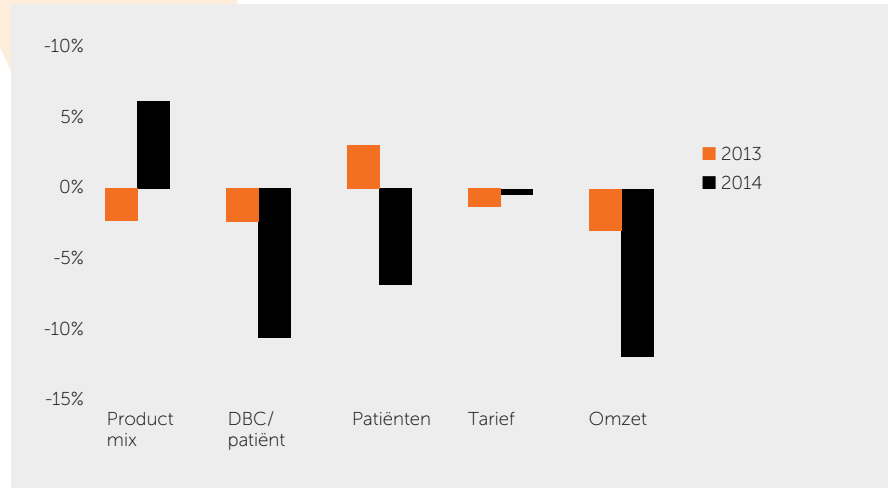 -10%
5%
0%
-5%
-10%
-15%
2013
2014
Product
mix
DBC/
patiënt
Patiënten
Tarief
Omzet